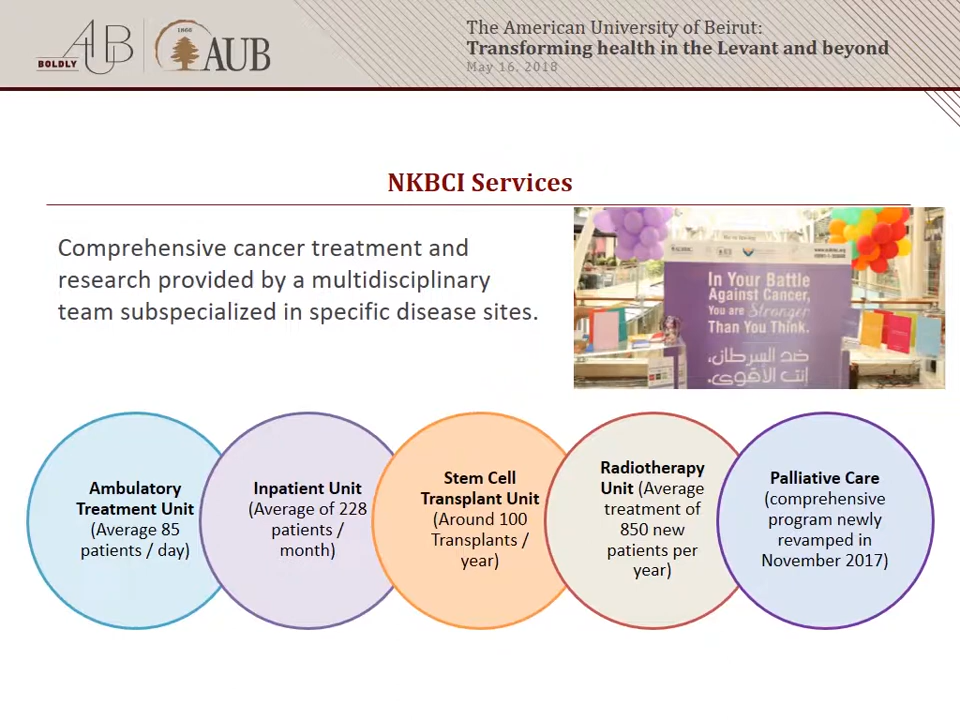 AUB
BOLDLY
1866
AUB
The American University of Beirut:
Transforming health in the Levant and beyond
May 16, 2018
NKBCI Services
Comprehensive cancer treatment and
research provided by a multidisciplinary
team subspecialized in specific disease sites.
In Your Battle
Against Cancer,
You are Stronger
Than You Think.
ضد السرطان،
إنت الأقوى.
Ambulatory
Treatment Unit
(Average 85
patients / day)
Inpatient Unit
(Average of 228
patients /
month)
Stem Cell
Transplant Unit
(Around 100
Transplants /
year)
Radiotherapy
Unit (Average
treatment of
850 new
patients per
year)
Palliative Care
(comprehensive
program newly
revamped in
November 2017)